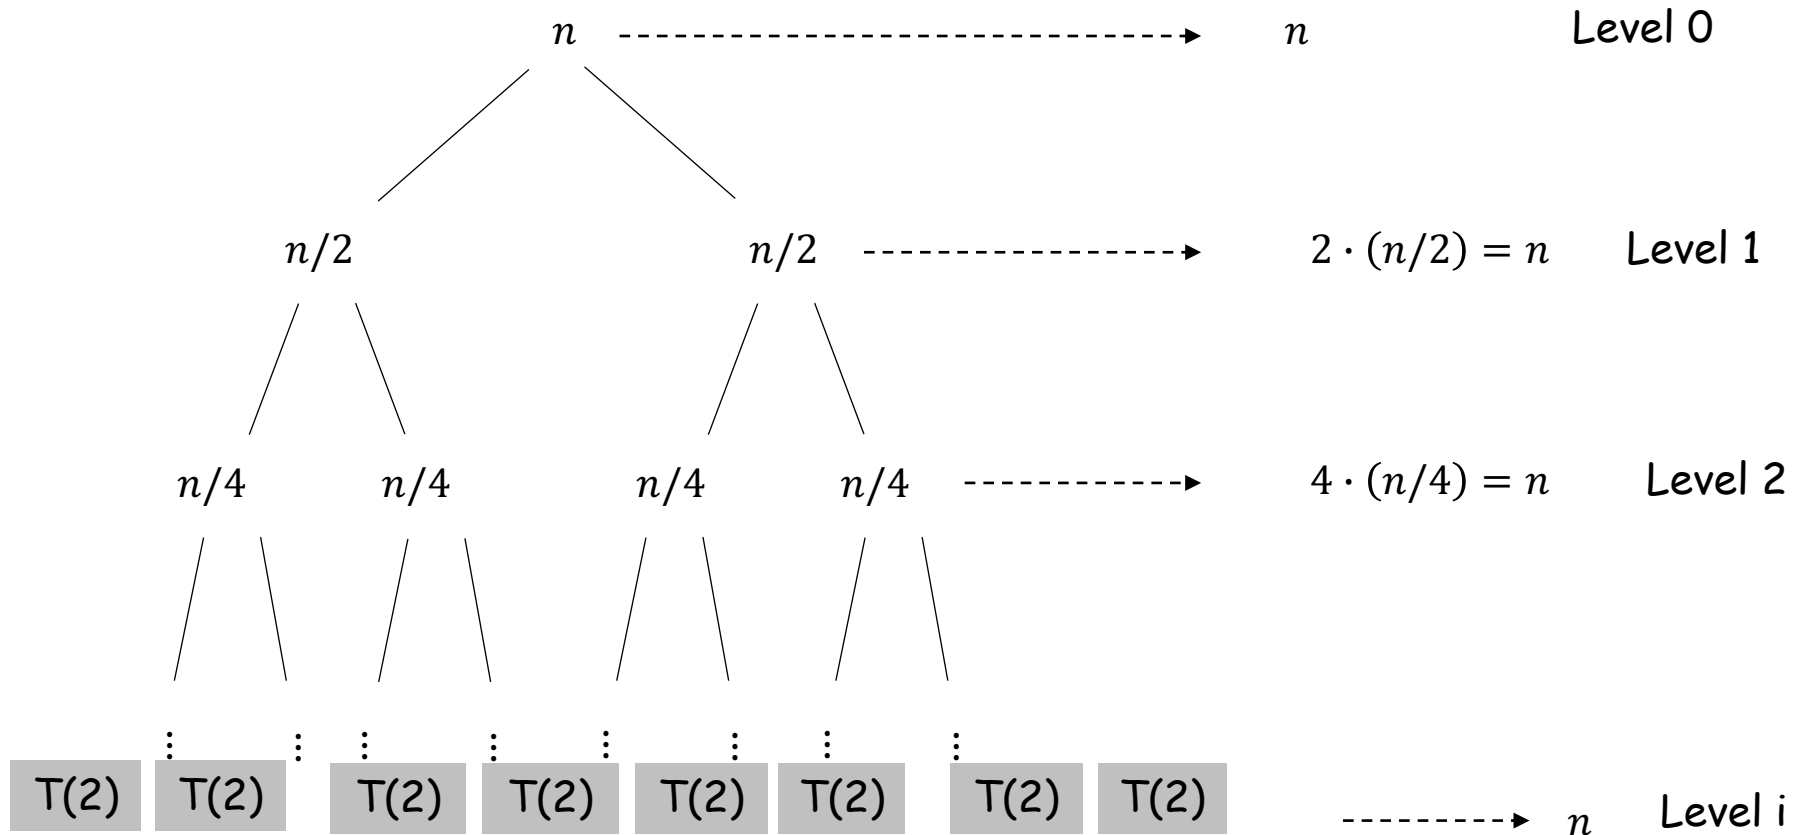 n n Level 0
n/2 n/2 2 · (n/2) = n Level 1
n/4 n/4 n/4 n/4 4 · (n/4) = n Level 2
⋮ ⋮ ⋮ ⋮ ⋮ ⋮ ⋮ ⋮
T(2) T(2) T(2) T(2) T(2) T(2) T(2) T(2) n Level i